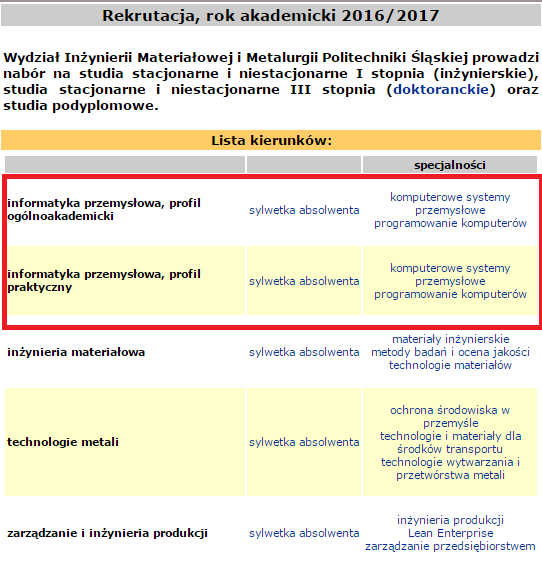 Rekrutacja, rok akademicki 2016/2017
Wydział Inżynierii Materiałowej i Metalurgii Politechniki Śląskiej prowadzi
nabór na studia stacjonarne i niestacjonarne I stopnia (inżynierskie),
studia stacjonarne i niestacjonarne III stopnia (doktoranckie) oraz
studia podyplomowe.
Lista kierunków:
specjalności
informatyka przemysłowa, profil
ogólnoakademicki
sylwetka absolwenta
komputerowe systemy
przemysłowe
programowanie komputerów
informatyka przemysłowa, profil
praktyczny
sylwetka absolwenta
komputerowe systemy
przemysłowe
programowanie komputerów
inżynieria materiałowa
sylwetka absolwenta
materiały inżynierskie
metody badań i ocena jakości
technologie materiałów
technologie metali
sylwetka absolwenta
ochrona środowiska w
przemyśle
technologie i materiały dla
środków transportu
technologie wytwarzania i
przetwórstwa metali
zarządzanie i inżynieria produkcji
sylwetka absolwenta
inżynieria produkcji
Lean Enterprise
zarządzanie przedsiębiorstwem